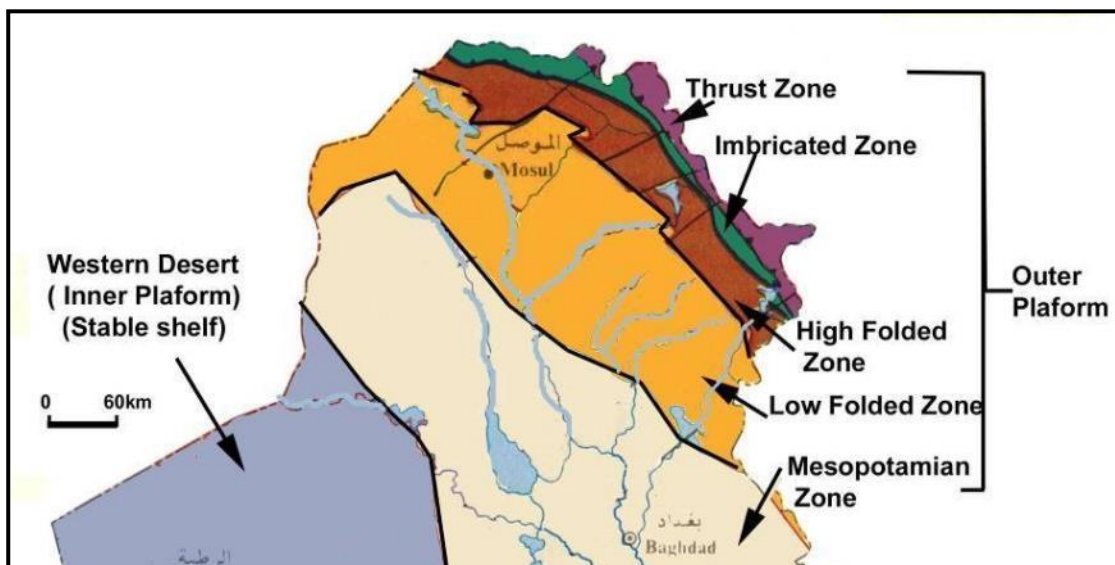 Thrust Zone
Imbricated Zone
الموصل
Mosul
Western Desert
( Inner Plaform)
(Stable shelf)
Outer
Plaform
High Folded
Zone
0 60km
Low Folded Zone
Mesopotamian
Zone
بغداد
Baghdad
الوطية